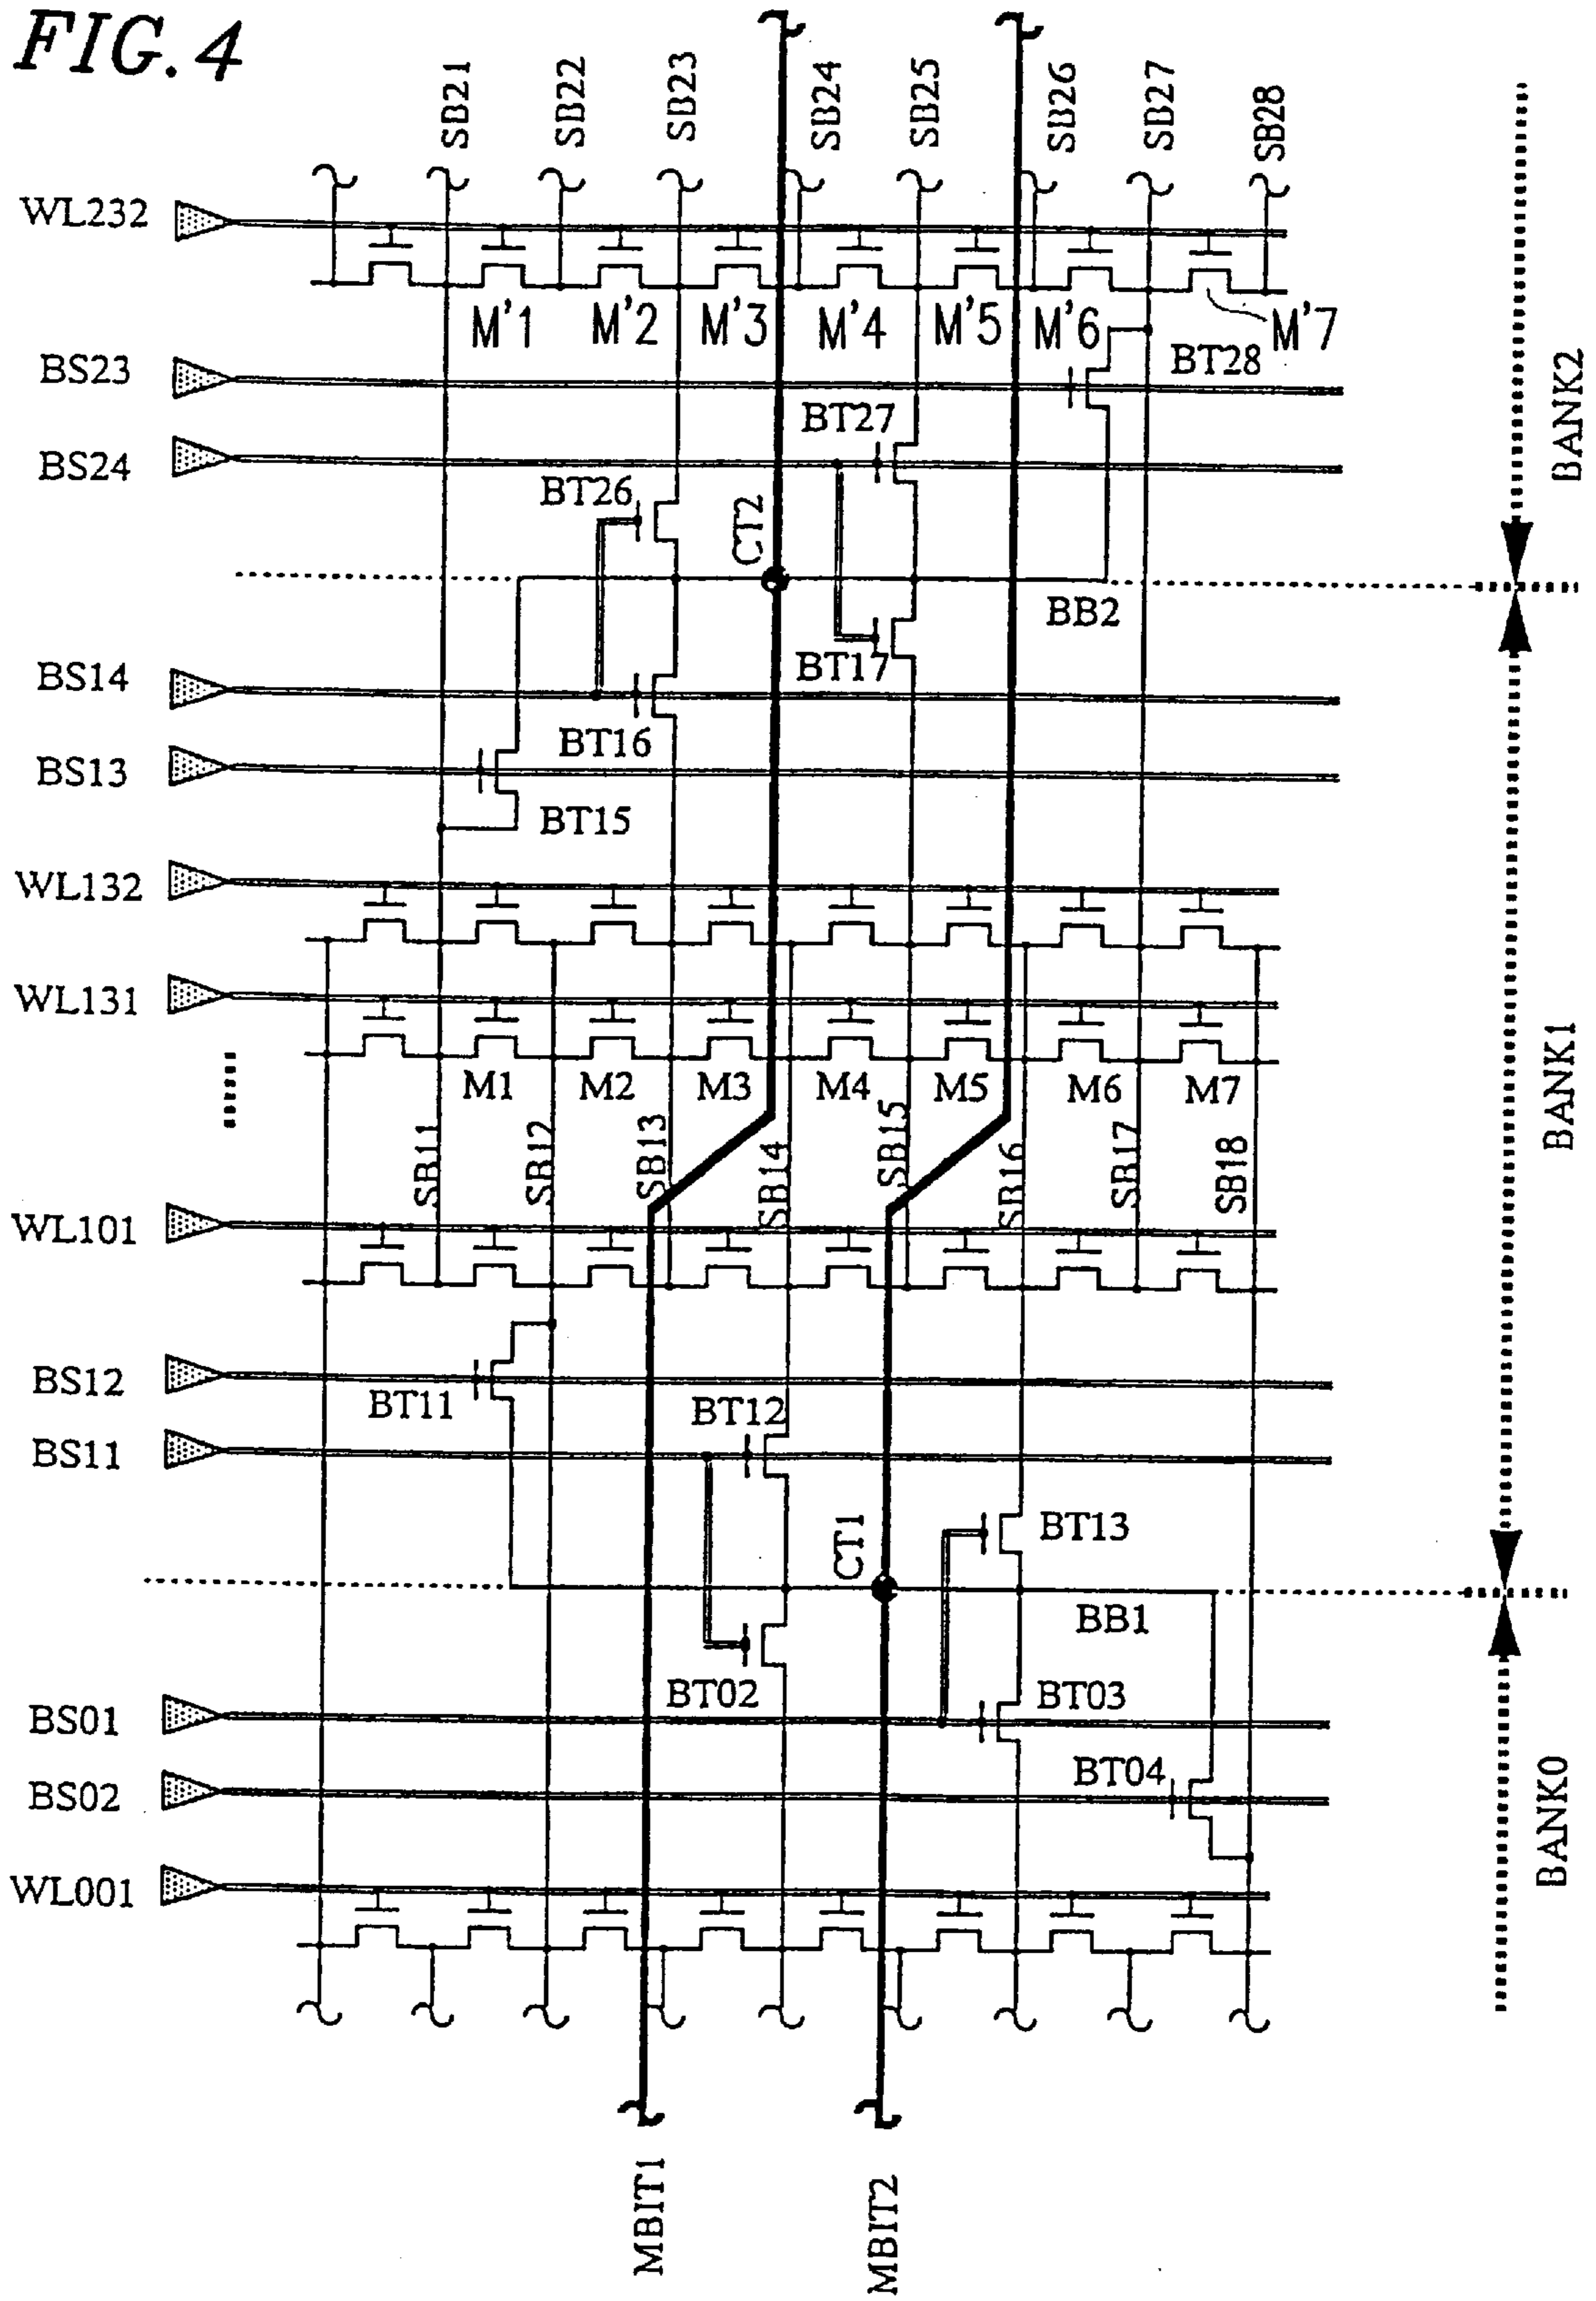 FIG. 4
SB21
SB22
SB23
SB24
SB25
SB26
SB27
SB28
WL232
M'1
M'2
M'3
M'4
M'5
M'6
M'7
BS23
BT28
BT27
BS24
BT26
CT2
BANK2
BB2
BT17
BS14
BT16
BS13
BT15
WL132
WL131
M1
M2
M3
M4
M5
M6
M7
SB11
SB12
SB13
SB14
SB15
SB16
SB17
SB18
BANK1
WL101
BS12
BT11
BT12
BS11
CT1
BT13
BB1
BT02
BT03
BS01
BT04
BS02
BANK0
WL001
MBIT1
MBIT2